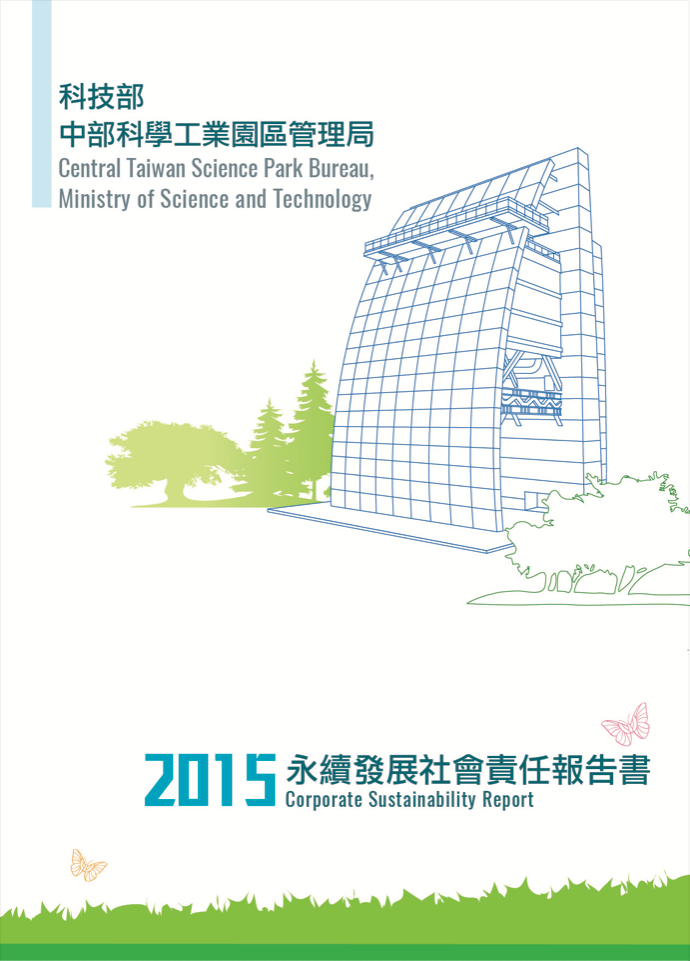 科技部
中部科學工業園區管理局
Central Taiwan Science Park Bureau,
Ministry of Science and Technology
2015 永續發展社會責任報告書
Corporate Sustainability Report